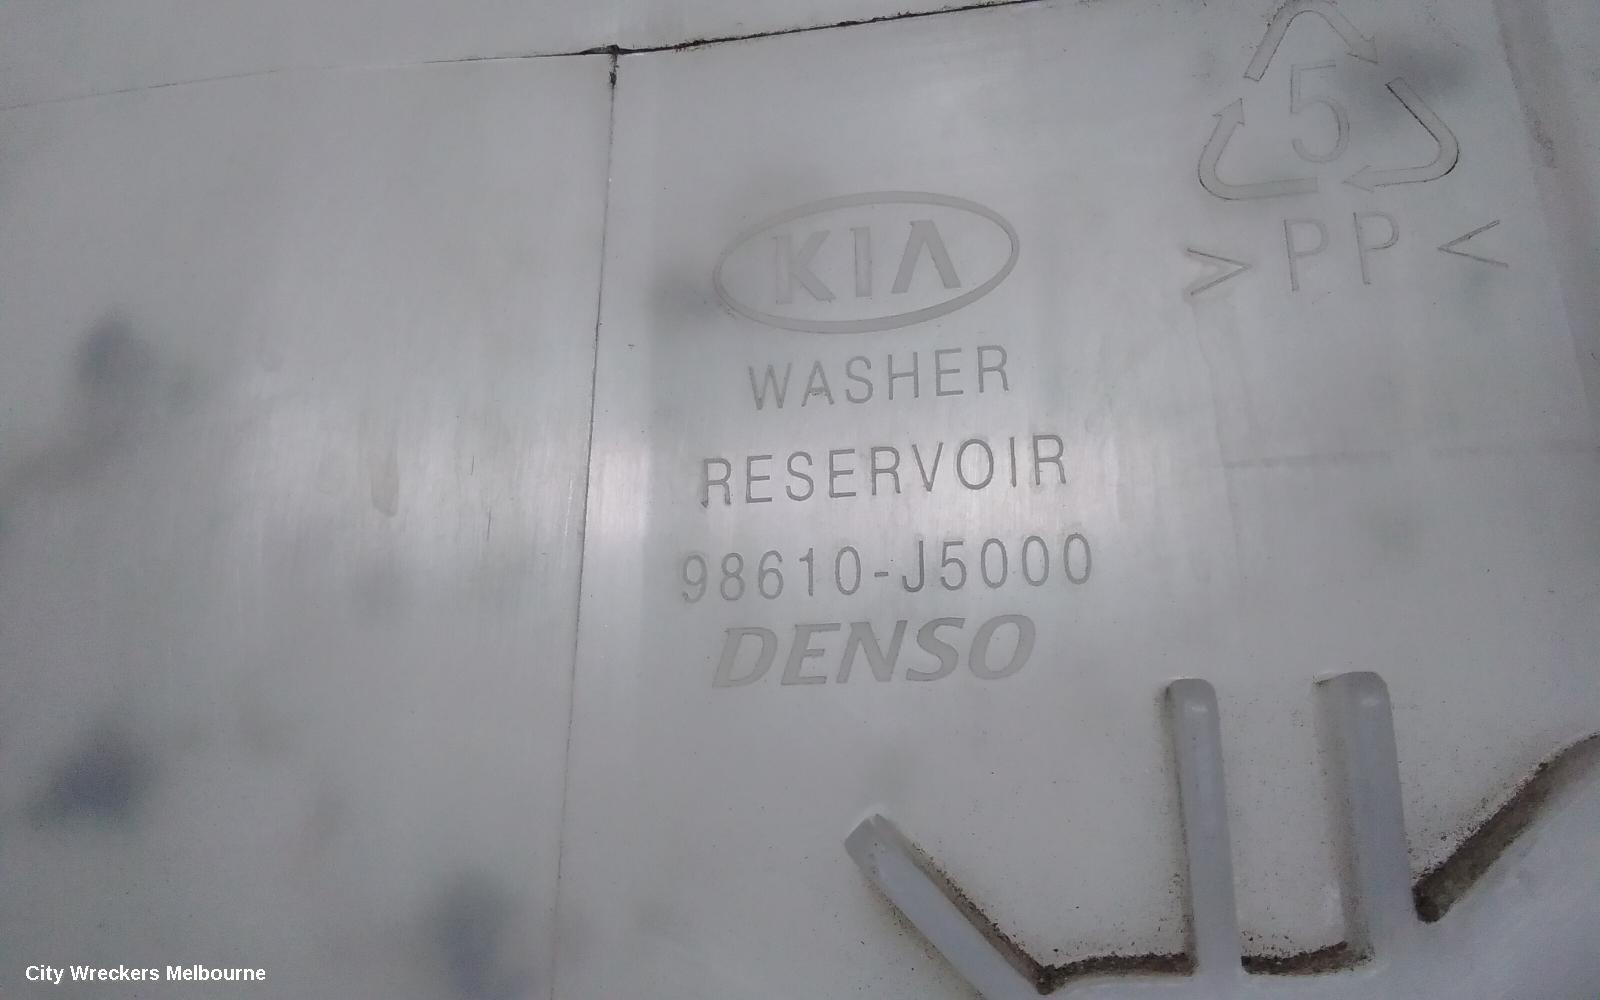 5
>PP<
KIA
WASHER
RESERVOIR
98610-J5000
DENSO
City Wreckers Melbourne